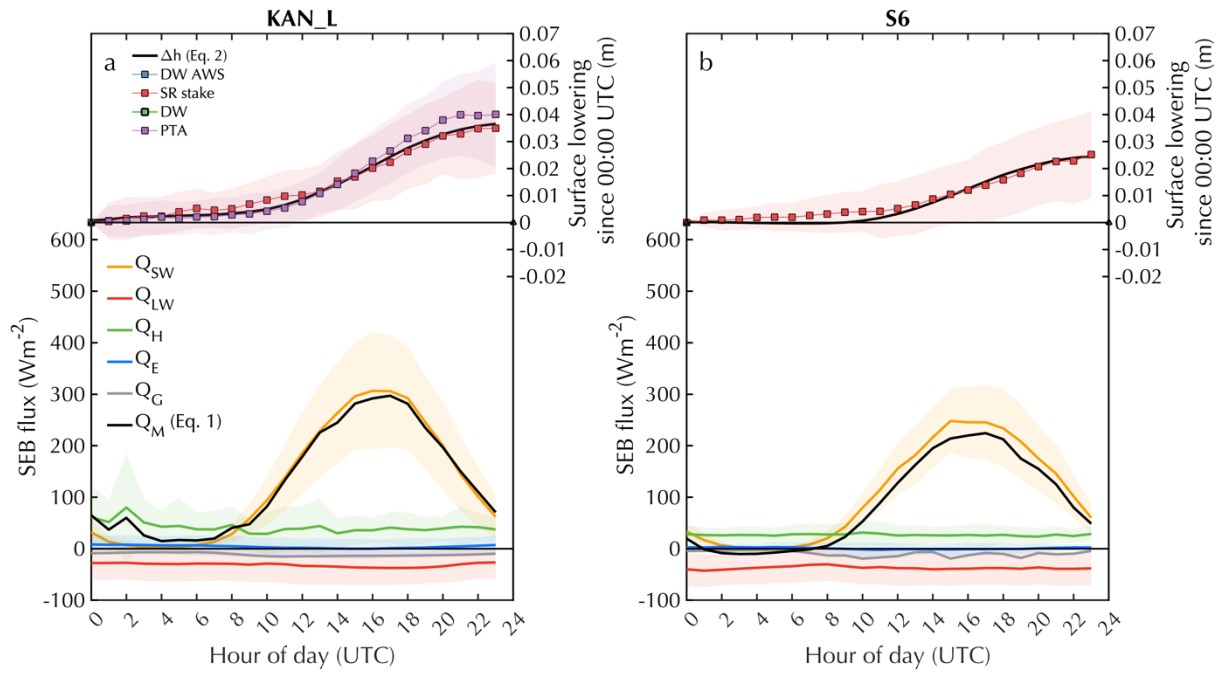 KAN_L
S6
a
Δh (Eq. 2)
DW AWS
SR stake
DW
PTA
0.07
0.06
0.05
0.04
0.03
0.02
0.01
0
-0.01
-0.02
Surface lowering
since 00:00 UTC (m)
b
0.07
0.06
0.05
0.04
0.03
0.02
0.01
0
-0.01
-0.02
Surface lowering
since 00:00 UTC (m)
600
500
400
300
200
100
0
-100
SEB flux (Wm-2)
Q_SW
Q_LW
Q_H
Q_E
Q_G
Q_M (Eq. 1)
0 2 4 6 8 10 12 14 16 18 20 22 24
Hour of day (UTC)
600
500
400
300
200
100
0
-100
SEB flux (Wm-2)
0 2 4 6 8 10 12 14 16 18 20 22 24
Hour of day (UTC)